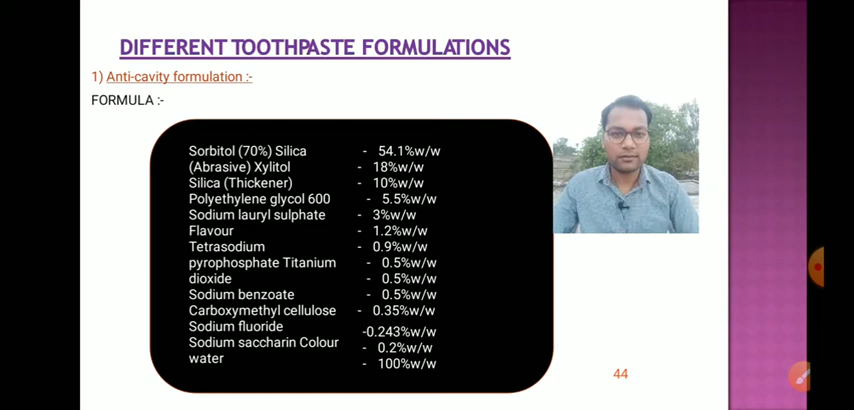 DIFFERENT TOOTHPASTE FORMULATIONS
1) Anti-cavity formulation :-
FORMULA :-
Sorbitol (70%) Silica - 54.1%w/w
(Abrasive) Xylitol - 18%w/w
Silica (Thickener) - 10%w/w
Polyethylene glycol 600 - 5.5%w/w
Sodium lauryl sulphate - 3%w/w
Flavour - 1.2%w/w
Tetrasodium - 0.9%w/w
pyrophosphate Titanium - 0.5%w/w
dioxide - 0.5%w/w
Sodium benzoate - 0.5%w/w
Carboxymethyl cellulose - 0.35%w/w
Sodium fluoride -0.243%w/w
Sodium saccharin Colour - 0.2%w/w
water - 100%w/w
44